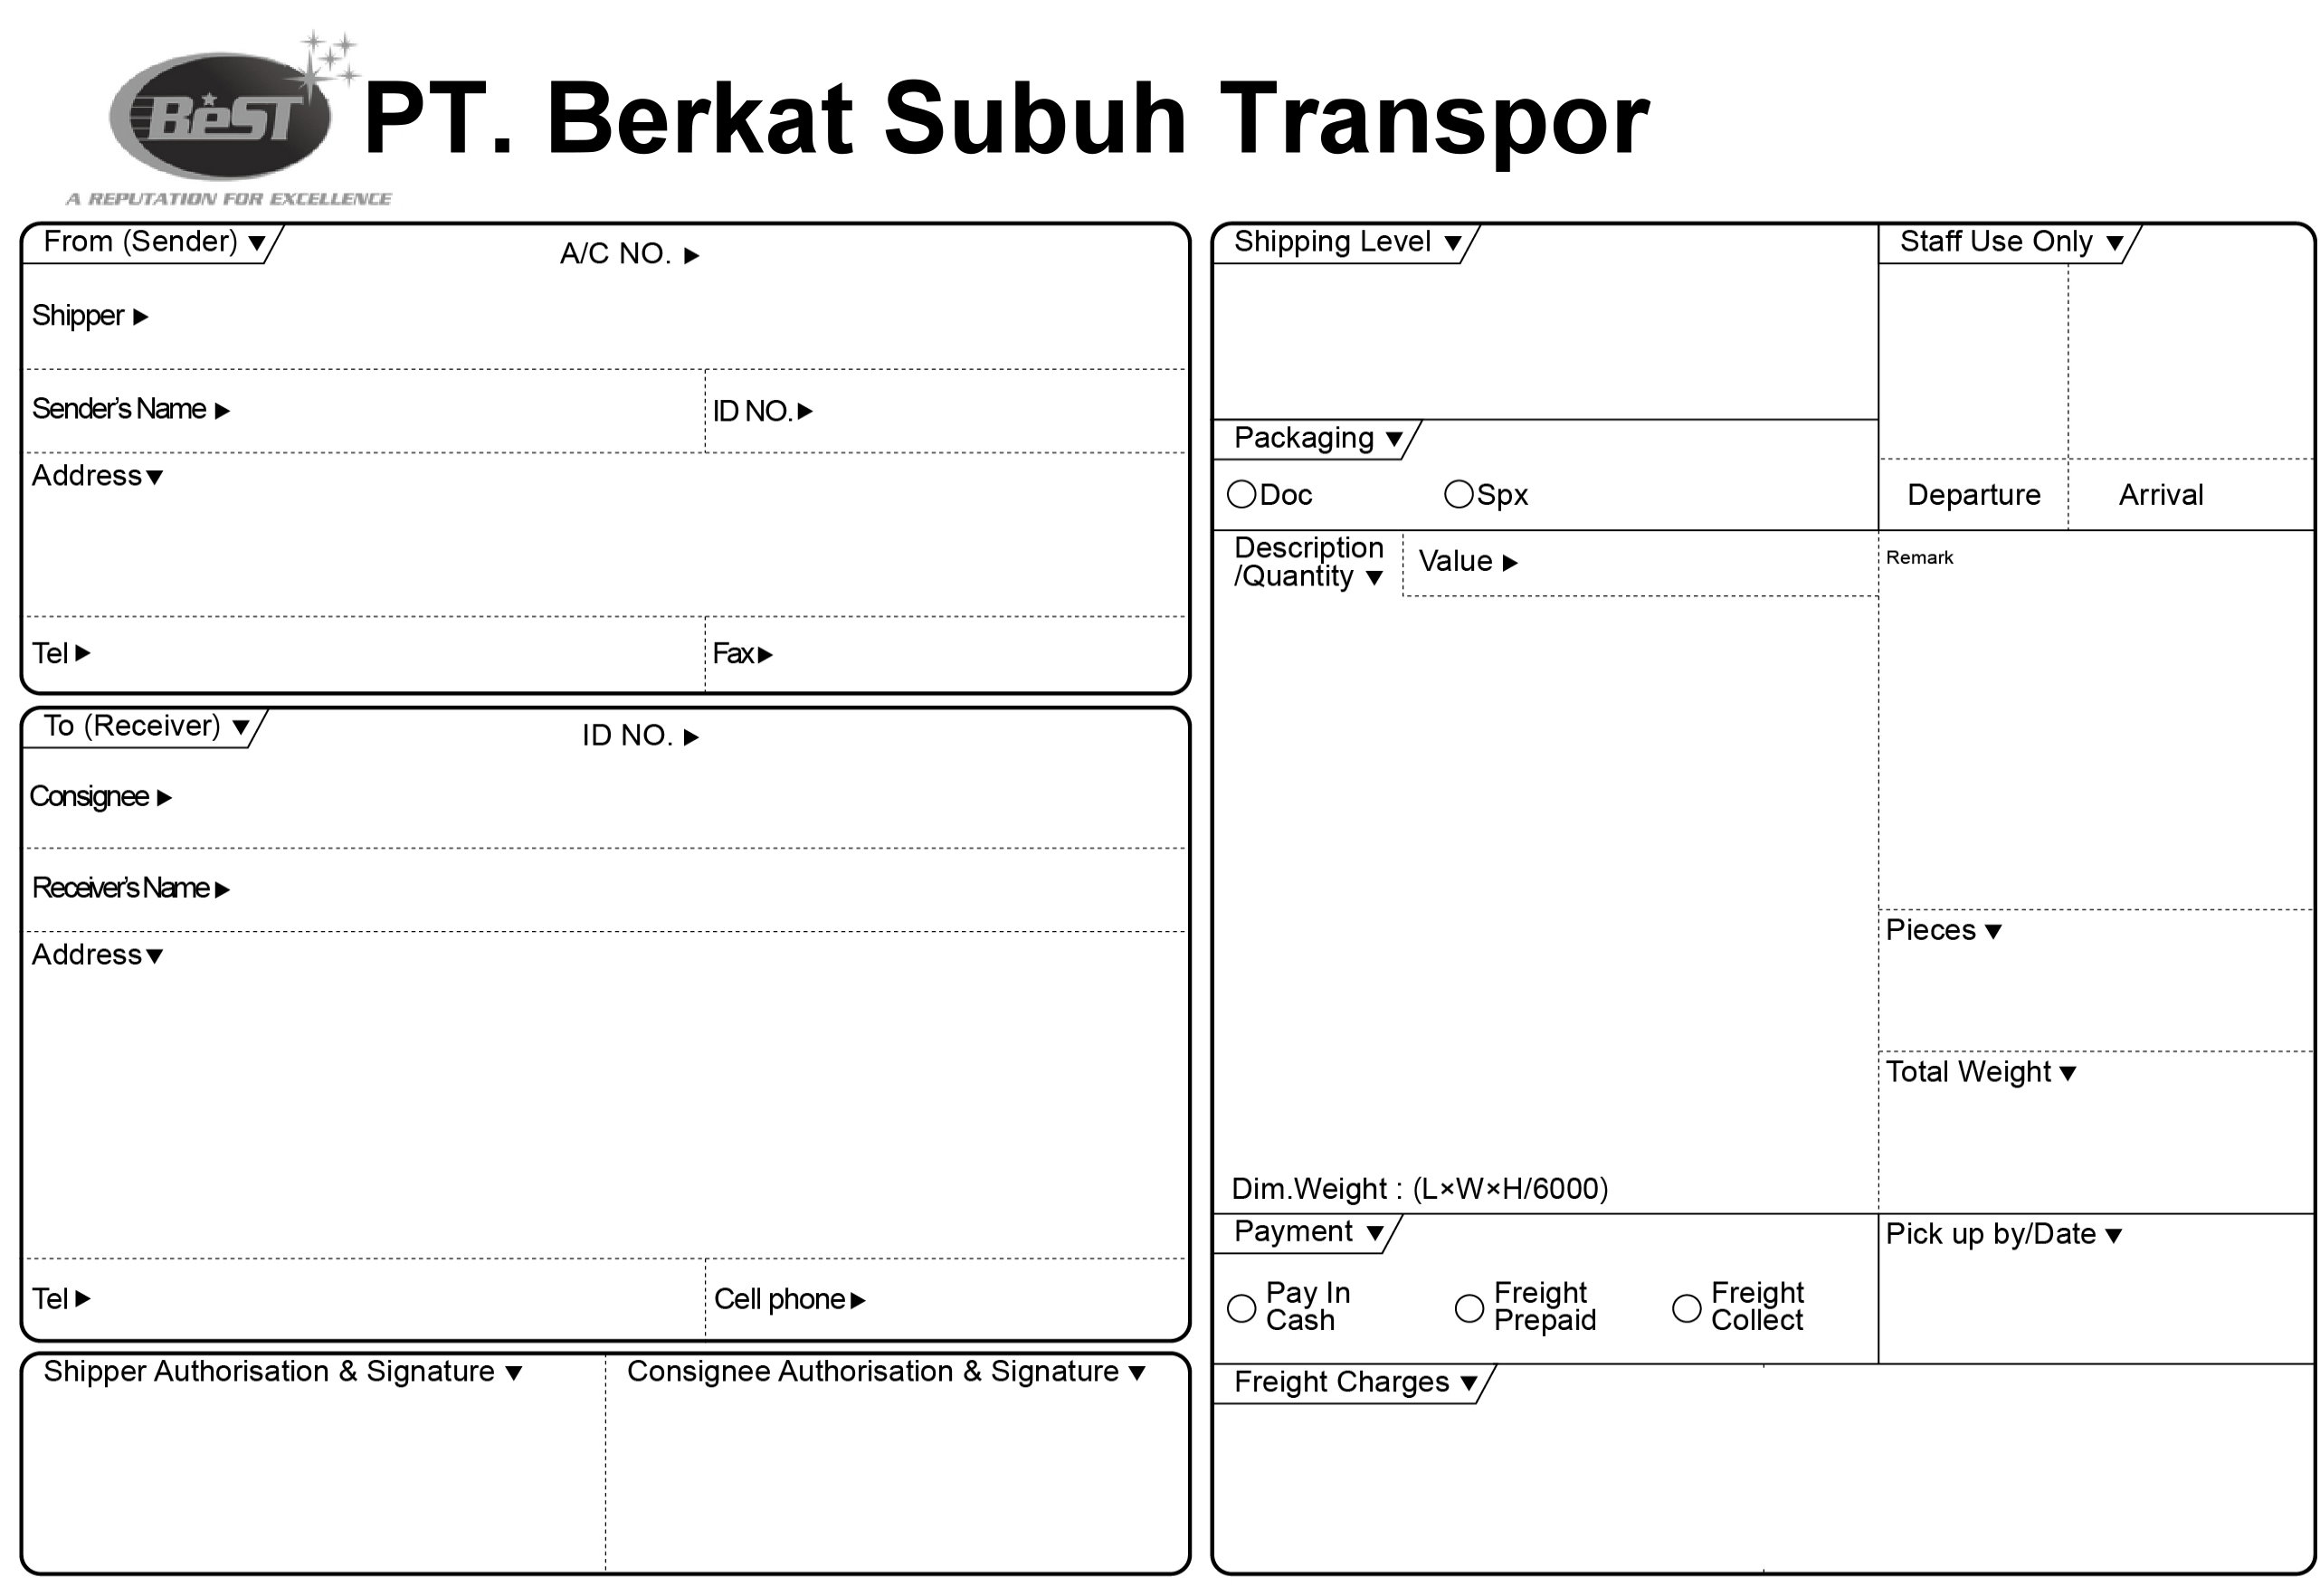 BeST
A REPUTATION FOR EXCELLENCE
PT. Berkat Subuh Transpor
From (Sender) ▼
A/C NO. ►
Shipper ►
Sender's Name ►
ID NO.►
Address▼
Tel►
Fax►
To (Receiver) ▼
ID NO. ►
Consignee ►
Receiver's Name►
Address▼
Tel►
Cell phone►
Shipper Authorisation & Signature ▼
Consignee Authorisation & Signature ▼
Shipping Level ▼
Staff Use Only ▼
Packaging ▼
Doc
Spx
Departure
Arrival
Description
/Quantity ▼
Value ►
Remark
Pieces ▼
Total Weight ▼
Dim.Weight : (L×W×H/6000)
Payment ▼
Pay In
Cash
Freight
Prepaid
Freight
Collect
Pick up by/Date ▼
Freight Charges ▼